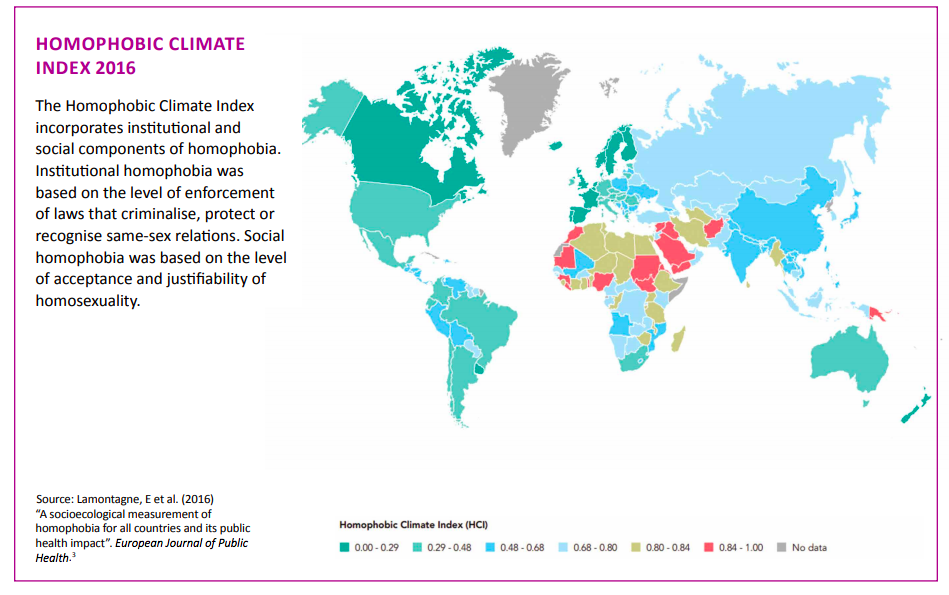 HOMOPHOBIC CLIMATE
INDEX 2016
The Homophobic Climate Index
incorporates institutional and
social components of homophobia.
Institutional homophobia was
based on the level of enforcement
of laws that criminalise, protect or
recognise same-sex relations. Social
homophobia was based on the level
of acceptance and justifiability of
homosexuality.
Source: Lamontagne, E et al. (2016)
“A socioecological measurement of
homophobia for all countries and its public
health impact”. European Journal of Public
Health.3
Homophobic Climate Index (HCI)
0.00 - 0.29 0.29 - 0.48 0.48 - 0.68 0.68 - 0.80 0.80 - 0.84 0.84 - 1.00 No data